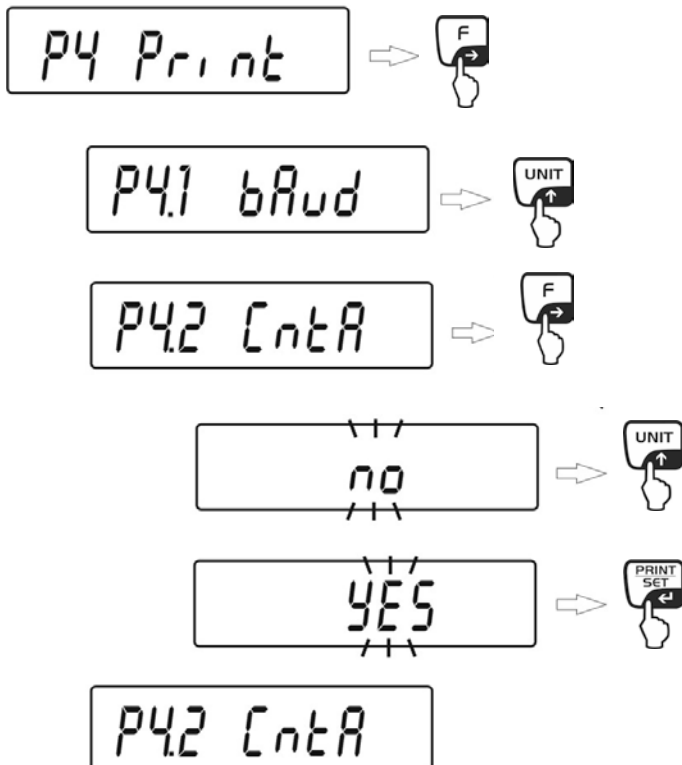 P4 Print
F
P4.1 bAud
UNIT
P4.2 CntA
F
no
UNIT
YES
PRINT
SET
P4.2 CntA